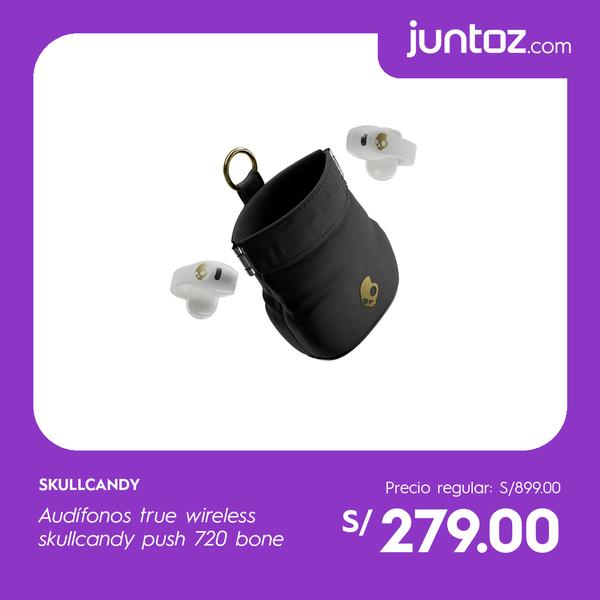 juntoz.com
SKULLCANDY
Audífonos true wireless
skullcandy push 720 bone
Precio regular: S/899.00
S/ 279.00